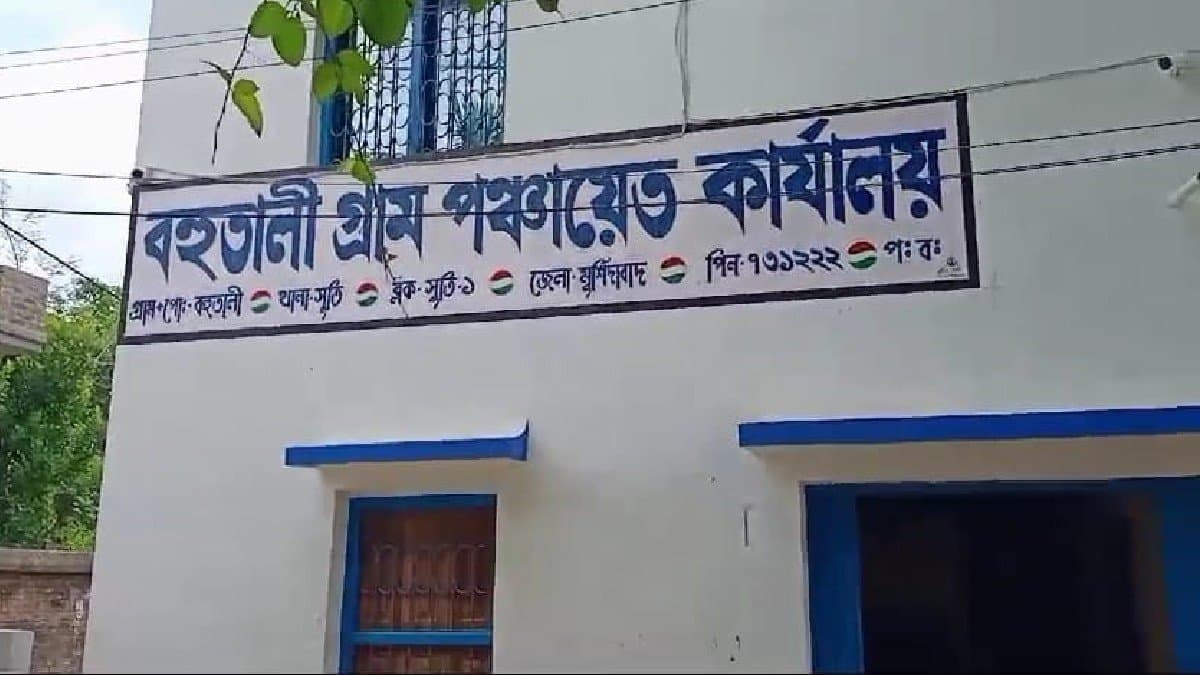 বহুতালী গ্রাম পঞ্চায়েত কার্যালয়
গ্রাম+পোঃ-বহুতালী থানা-সুতি ব্লক-সুতি-১ জেলা-মুর্শিদাবাদ পিন-৭৩১২২২ পঃ বঃ